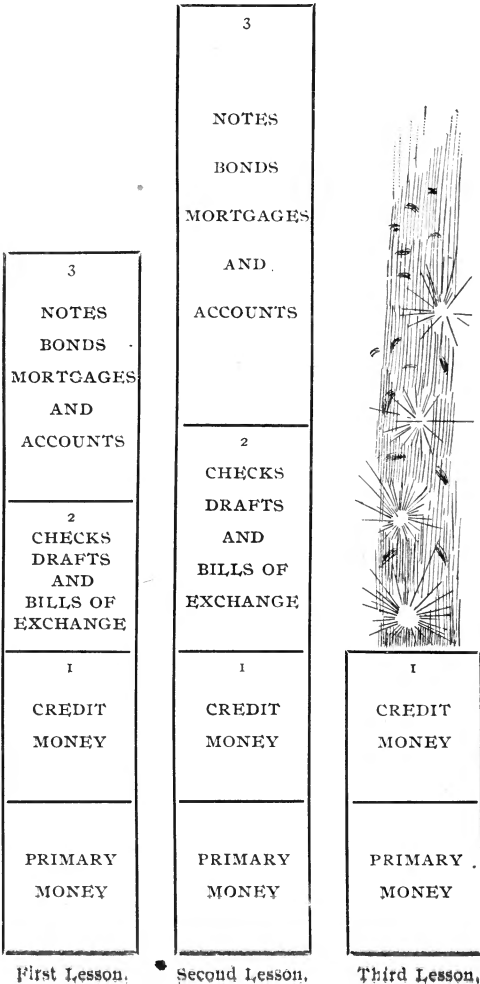 3
NOTES
BONDS
MORTGAGES
AND
ACCOUNTS
2
CHECKS
DRAFTS
AND
BILLS OF
EXCHANGE
1
CREDIT
MONEY
PRIMARY
MONEY
First Lesson.
3
NOTES
BONDS
MORTGAGES
AND
ACCOUNTS
2
CHECKS
DRAFTS
AND
BILLS OF
EXCHANGE
1
CREDIT
MONEY
PRIMARY
MONEY
Second Lesson.
1
CREDIT
MONEY
PRIMARY
MONEY
Third Lesson.